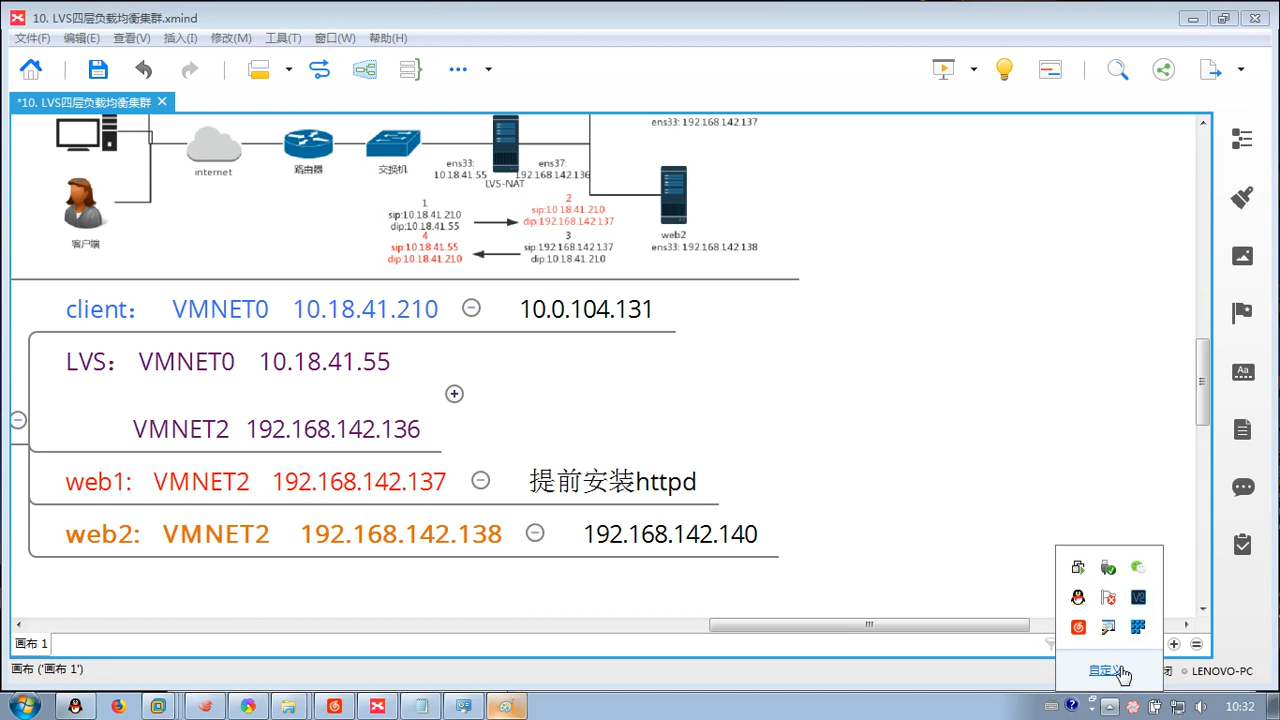 10. LVS四层负载均衡集群.xmind
文件(F) 编辑(E) 查看(V) 插入(I) 修改(M) 工具(T) 窗口(W) 帮助(H)
*10. LVS四层负载均衡集群
ens33: 192.168.142.137
internet
路由器
交换机
ens33:
10.18.41.55
ens37:
192.168.142.136
LVS-NAT
客户端
1
sip:10.18.41.210
dip:10.18.41.55
2
sip:10.18.41.210
dip:192.168.142.137
4
sip:10.18.41.55
dip:10.18.41.210
3
sip:192.168.142.137
dip:10.18.41.210
web2
ens33: 192.168.142.138
client： VMNET0 10.18.41.210
10.0.104.131
LVS： VMNET0 10.18.41.55
VMNET2 192.168.142.136
web1: VMNET2 192.168.142.137
提前安装httpd
web2: VMNET2 192.168.142.138
192.168.142.140
Aa
V2
自定义
画布 1
画布 ('画布 1')
闭
LENOVO-PC
10:32